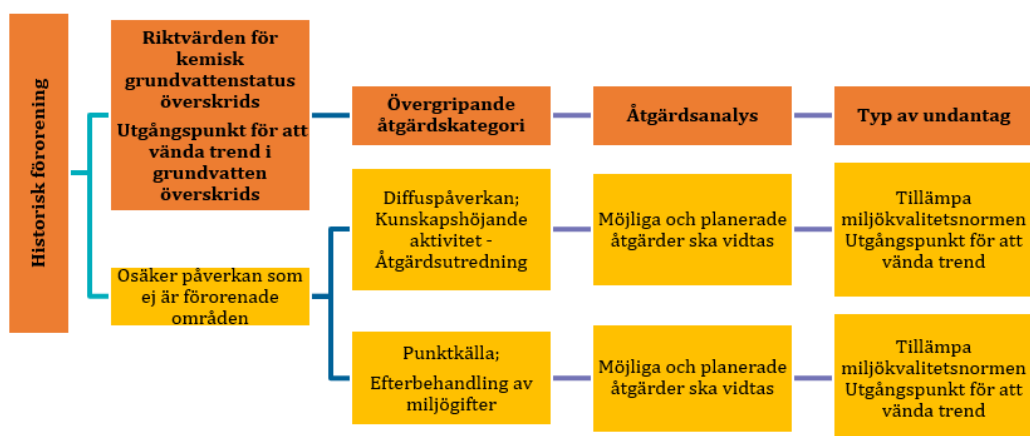 Historisk förorening
Riktvärden för
kemisk
grundvattenstatus
överskrids
Utgångspunkt för att
vända trend i
grundvatten
överskrids
Övergripande
åtgärdskategori
Åtgärdsanalys
Typ av undantag
Osäker påverkan som
ej är förorenade
områden
Diffuspåverkan;
Kunskapshöjande
aktivitet -
Åtgärdsutredning
Möjliga och planerade
åtgärder ska vidtas
Tillämpa
miljökvalitetsnormen
Utgångspunkt för att
vända trend
Punktkälla;
Efterbehandling av
miljögifter
Möjliga och planerade
åtgärder ska vidtas
Tillämpa
miljökvalitetsnormen
Utgångspunkt för att
vända trend